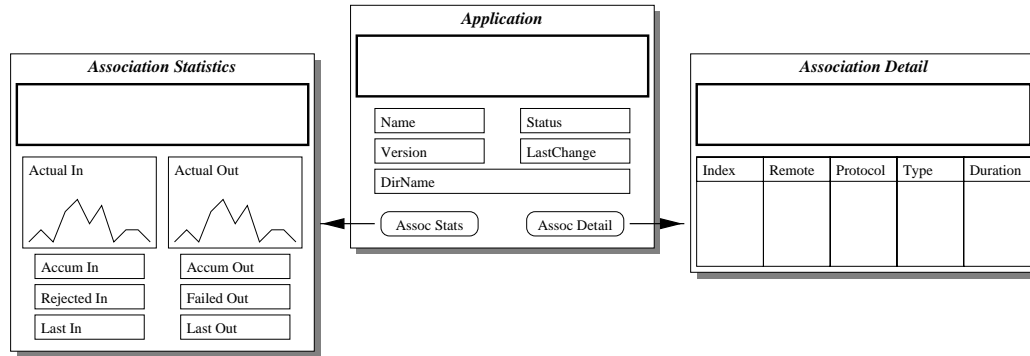 Application
Name
Status
Version
LastChange
DirName
Assoc Stats
Assoc Detail
Association Statistics
Actual In
Actual Out
Accum In
Accum Out
Rejected In
Failed Out
Last In
Last Out
Association Detail
Index Remote Protocol Type Duration